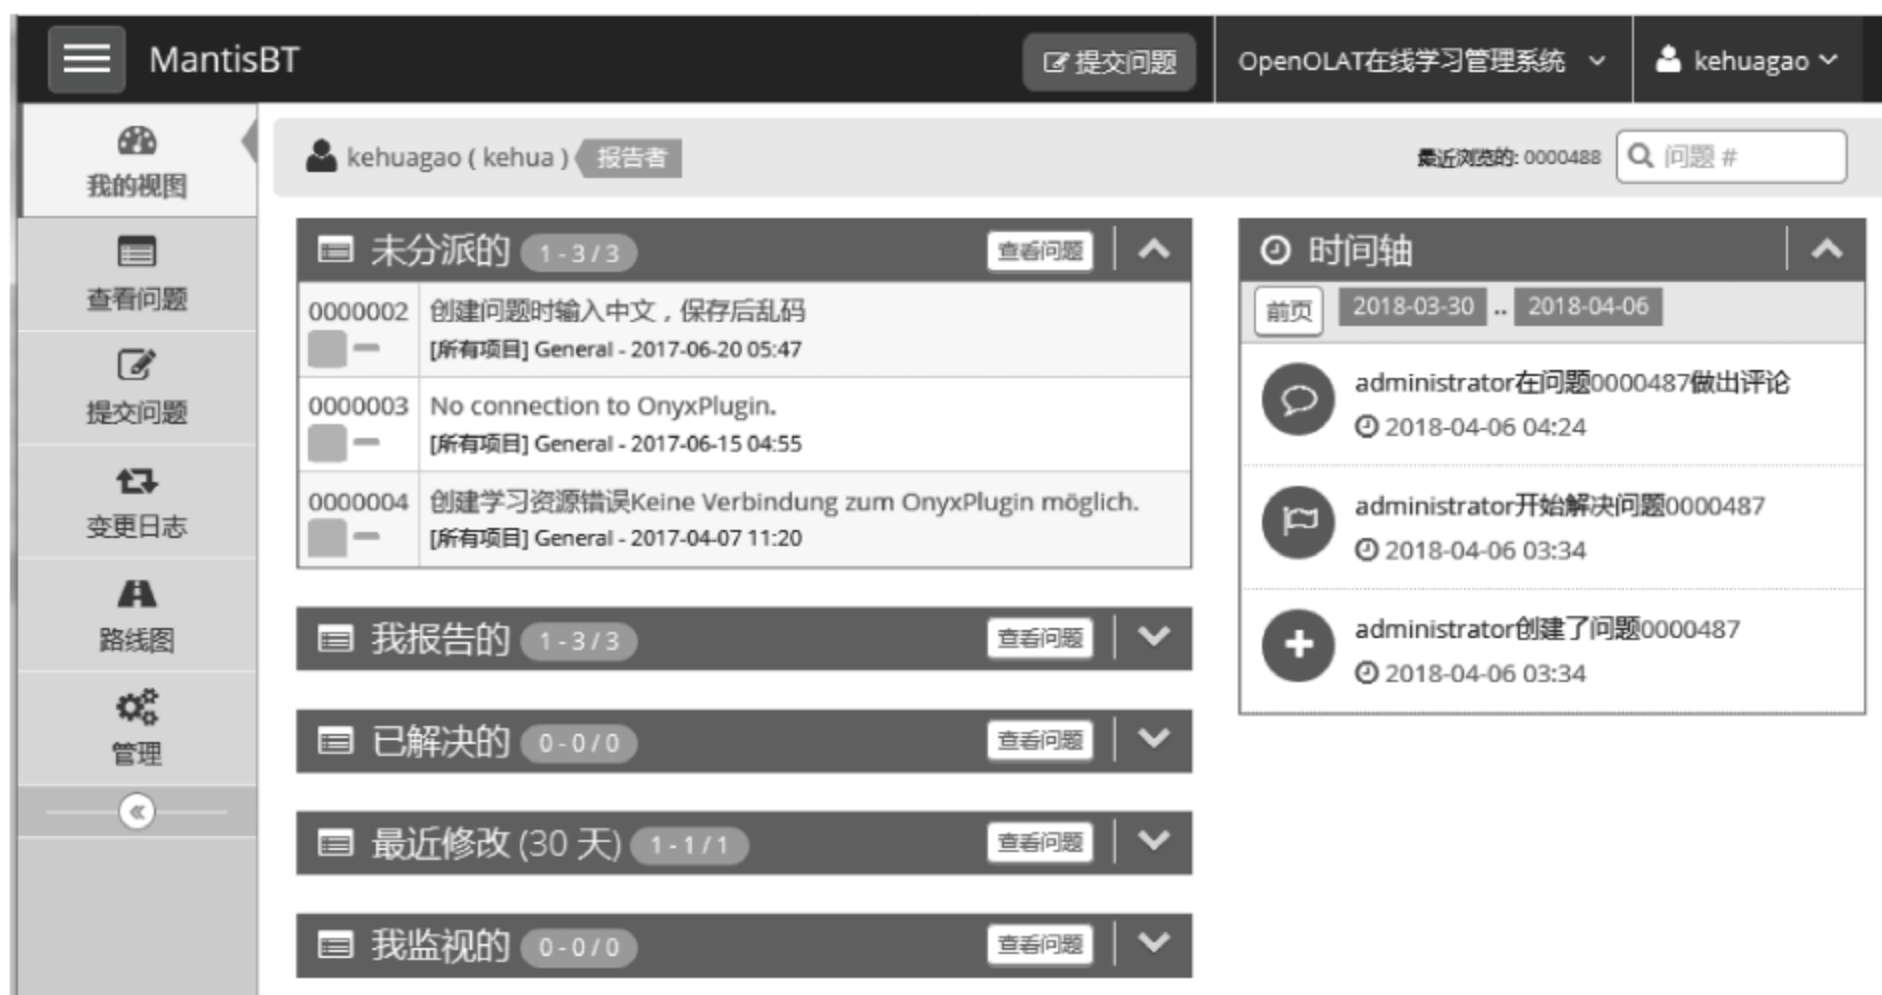 MantisBT 提交问题 OpenOLAT在线学习管理系统 kehuagao
我的视图
查看问题
提交问题
变更日志
路线图
管理
kehuagao ( kehua ) 报告者 最近浏览的: 0000488 问题 #
未分派的 1 - 3 / 3 查看问题
0000002 创建问题时输入中文，保存后乱码
[所有项目] General - 2017-06-20 05:47
0000003 No connection to OnyxPlugin.
[所有项目] General - 2017-06-15 04:55
0000004 创建学习资源错误Keine Verbindung zum OnyxPlugin möglich.
[所有项目] General - 2017-04-07 11:20
我报告的 1 - 3 / 3 查看问题
已解决的 0 - 0 / 0 查看问题
最近修改 (30 天) 1 - 1 / 1 查看问题
我监视的 0 - 0 / 0 查看问题
时间轴
前页 2018-03-30 .. 2018-04-06
administrator在问题0000487做出评论
2018-04-06 04:24
administrator开始解决问题0000487
2018-04-06 03:34
administrator创建了问题0000487
2018-04-06 03:34